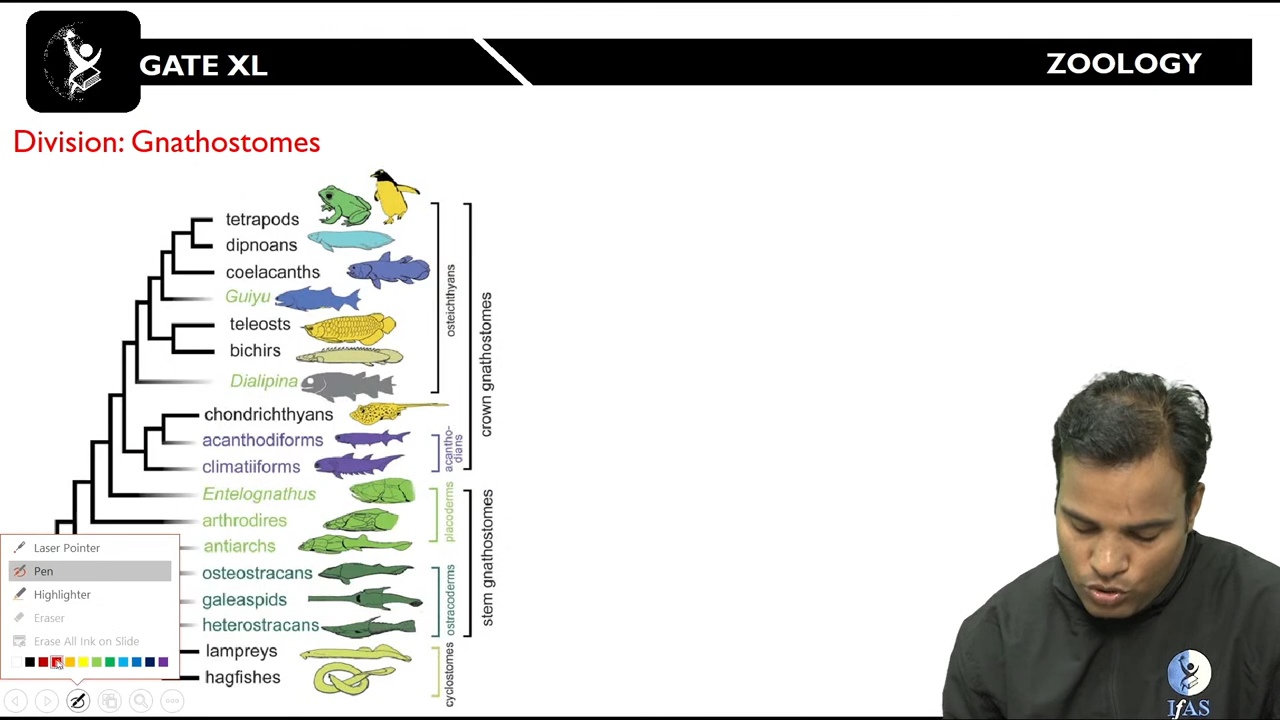 GATE XL
ZOOLOGY
Division: Gnathostomes
tetrapods
dipnoans
coelacanths
Guiyu
teleosts
bichirs
Dialipina
chondrichthyans
acanthodiforms
climatiiforms
Entelognathus
arthrodires
antiarchs
osteostracans
galeaspids
heterostracans
lampreys
hagfishes
osteichthyans
acantho-
dians
placoderms
ostracoderms
cyclostomes
crown gnathostomes
stem gnathostomes
Laser Pointer
Pen
Highlighter
Eraser
Erase All Ink on Slide
IfAS